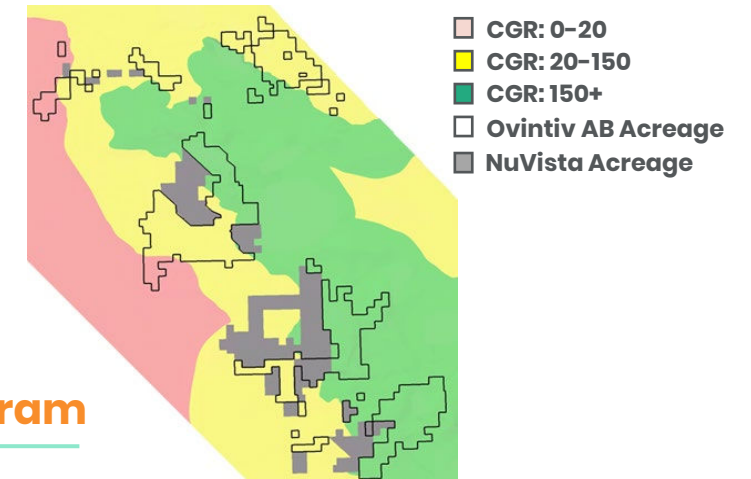 CGR: 0-20
CGR: 20-150
CGR: 150+
Ovintiv AB Acreage
NuVista Acreage
ram